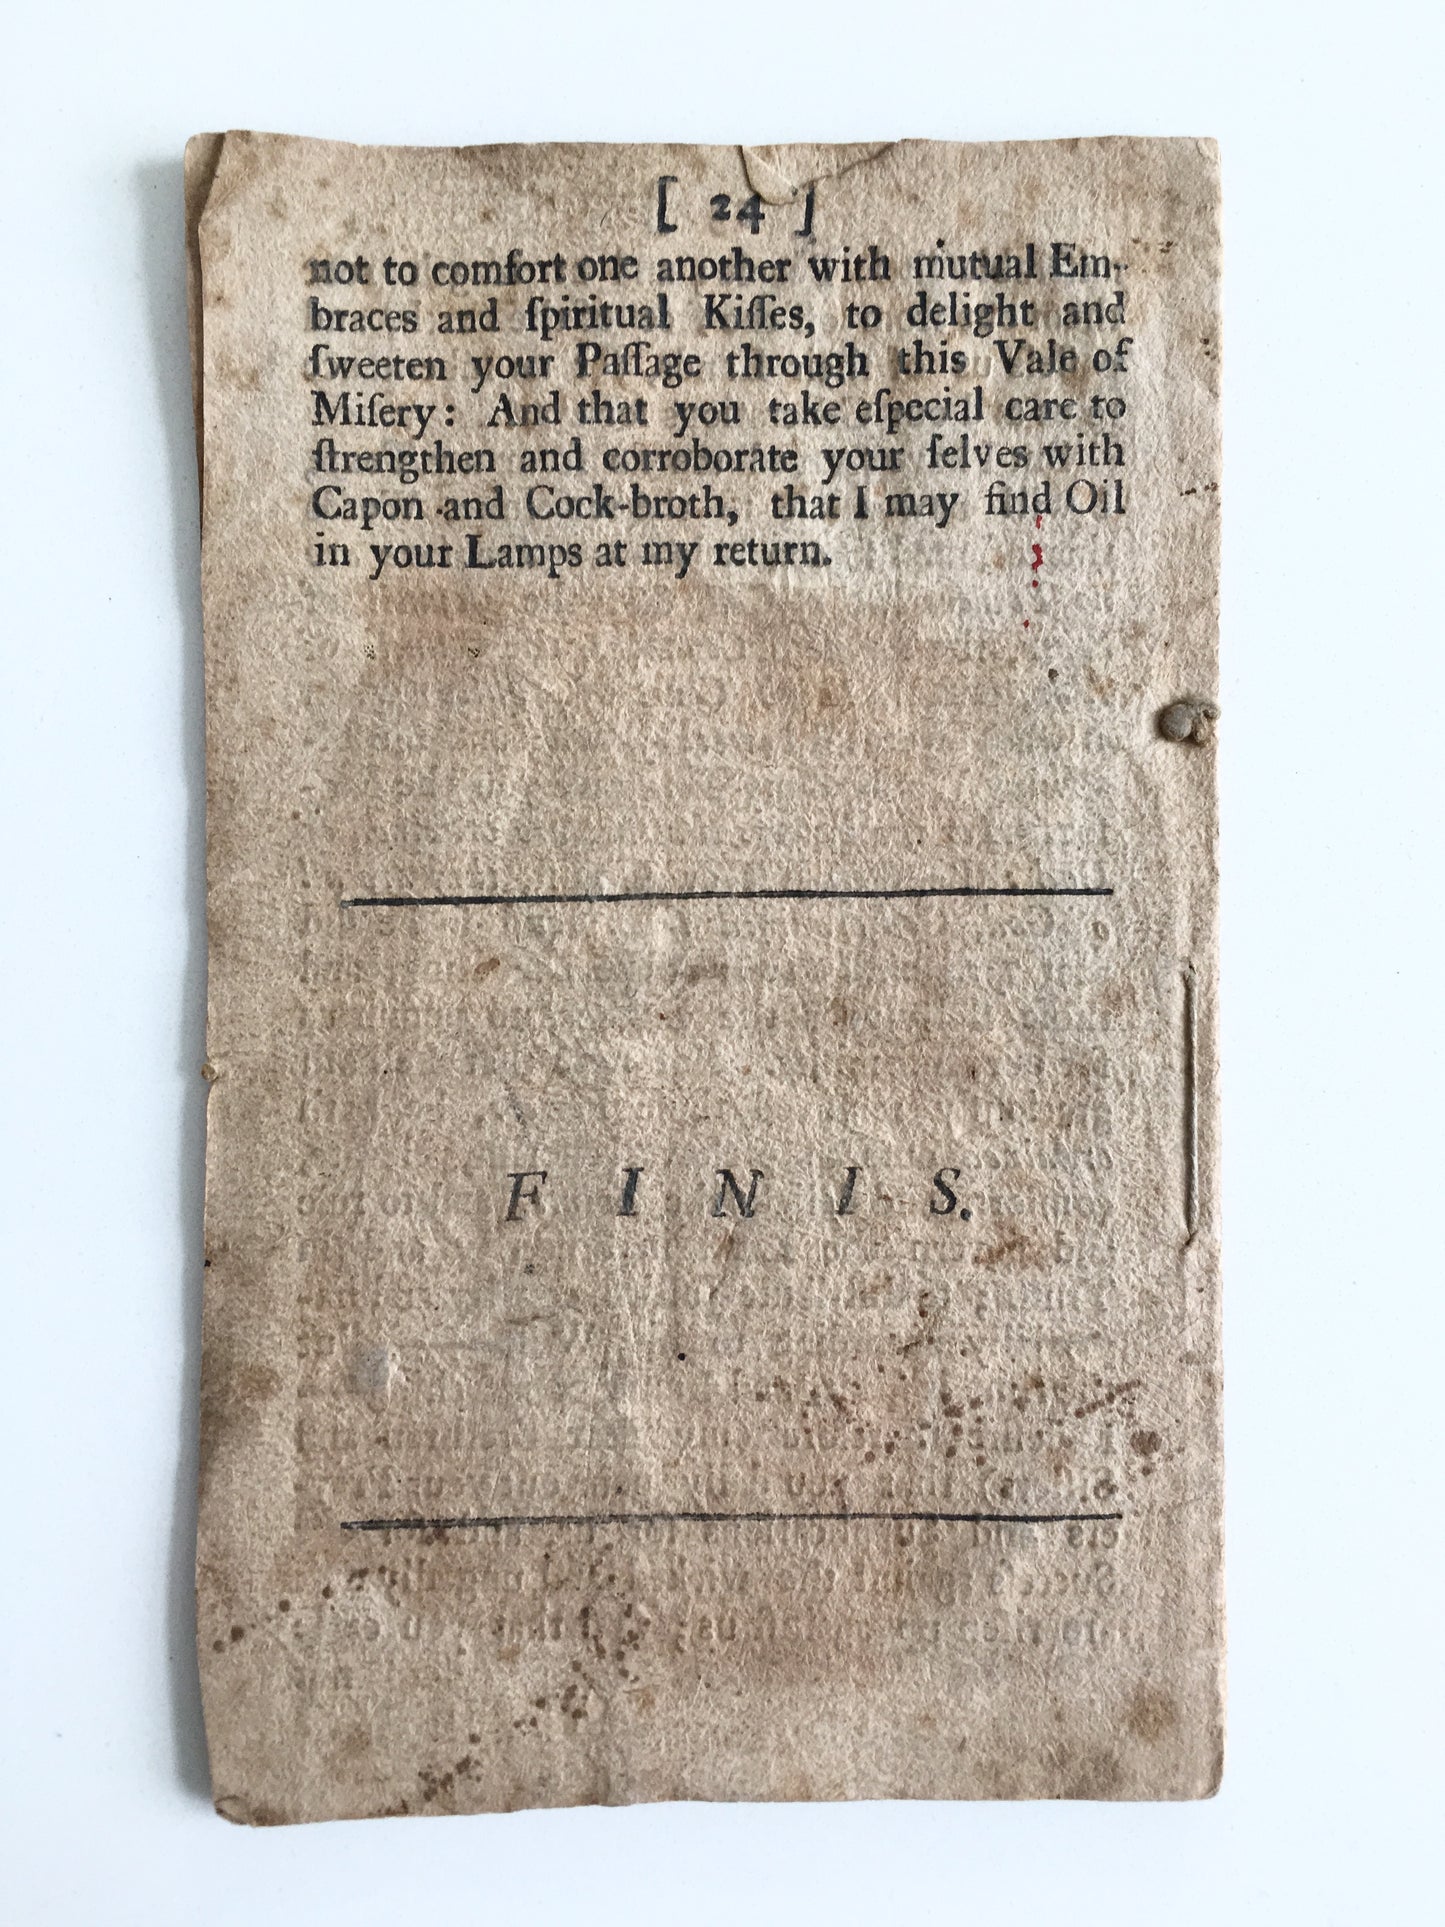 [ 24 ]
not to comfort one another with mutual Em-
braces and ſpiritual Kiſſes, to delight and
ſweeten your Paſſage through this Vale of
Miſery: And that you take eſpecial care to
ſtrengthen and corroborate your ſelves with
Capon and Cock-broth, that I may find Oil
in your Lamps at my return.
F I N I S.